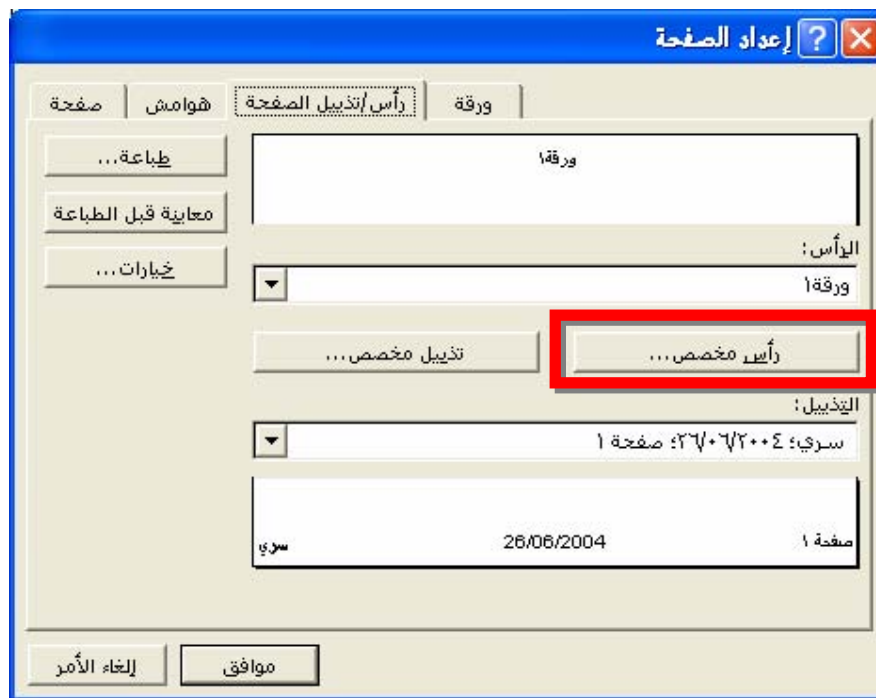 إعداد الصفحة
صفحة
هوامش
رأس/تذييل الصفحة
ورقة
ورقة١
طباعة...
معاينة قبل الطباعة
خيارات...
الرأس:
ورقة١
رأس مخصص...
تذييل مخصص...
التذييل:
سري؛ ٢٦/٠٦/٢٠٠٤؛ صفحة ١
صفحة ١ 26/06/2004 سري
موافق
إلغاء الأمر